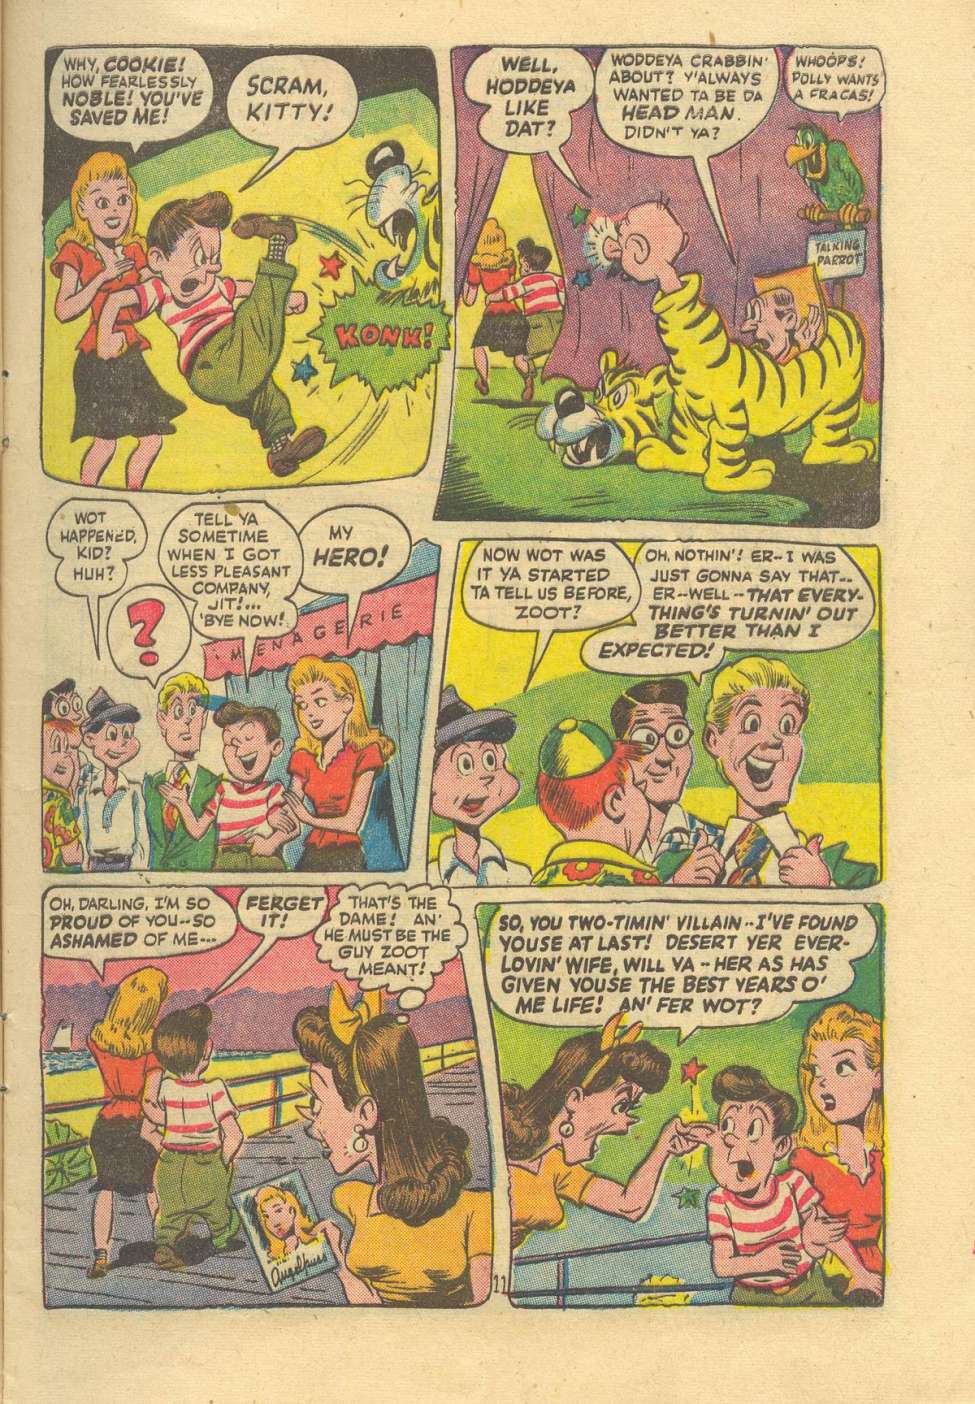 WHY, COOKIE!
HOW FEARLESSLY
NOBLE! YOU'VE
SAVED ME!
SCRAM,
KITTY!
KONK!
WELL,
HODDEYA
LIKE
DAT?
WODDEYA CRABBIN'
ABOUT? Y'ALWAYS
WANTED TA BE DA
HEAD MAN.
DIDN'T YA?
WHOOPS!
POLLY WANTS
A FRACAS!
TALKING
PARROT
WOT
HAPPENED,
KID?
HUH?
?
TELL YA
SOMETIME
WHEN I GOT
LESS PLEASANT
COMPANY,
JIT!...
'BYE NOW!
MY
HERO!
MENAGERIE
NOW WOT WAS
IT YA STARTED
TA TELL US BEFORE,
ZOOT?
OH, NOTHIN'! ER-- I WAS
JUST GONNA SAY THAT--
ER--WELL--THAT EVERY-
THING'S TURNIN' OUT
BETTER THAN I
EXPECTED!
OH, DARLING, I'M SO
PROUD OF YOU--SO
ASHAMED OF ME---
FERGET
IT!
THAT'S THE
DAME! AN'
HE MUST BE THE
GUY ZOOT
MEANT!
Angelpuss
11
SO, YOU TWO-TIMIN' VILLAIN--I'VE FOUND
YOUSE AT LAST! DESERT YER EVER-
LOVIN' WIFE, WILL YA--HER AS HAS
GIVEN YOUSE THE BEST YEARS O'
ME LIFE! AN' FER WOT?